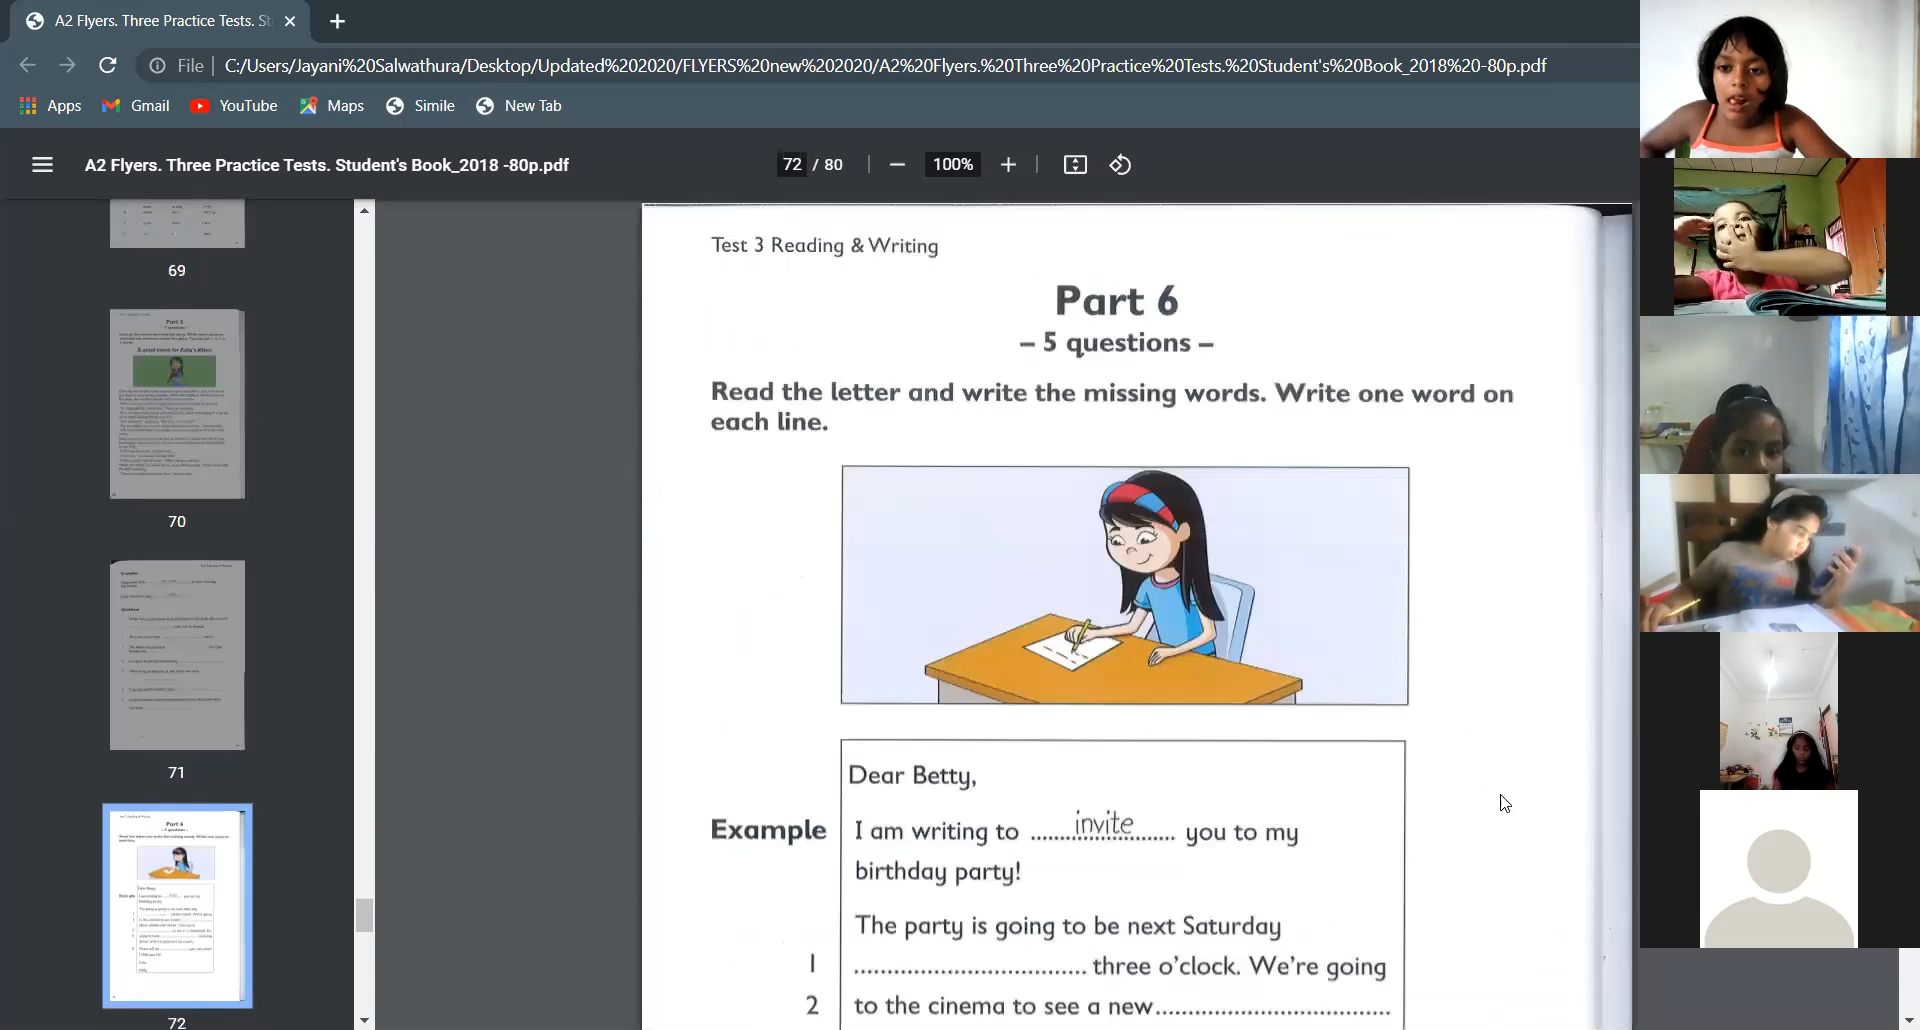 A2 Flyers. Three Practice Tests. St
File
C:/Users/Jayani%20Salwathura/Desktop/Updated%202020/FLYERS%20new%202020/A2%20Flyers.%20Three%20Practice%20Tests.%20Student's%20Book_2018%20-80p.pdf
Apps Gmail YouTube Maps Simile New Tab
A2 Flyers. Three Practice Tests. Student's Book_2018 -80p.pdf
72 / 80
100%
69
70
71
72
Test 3 Reading & Writing
Part 6
– 5 questions –
Read the letter and write the missing words. Write one word on
each line.
Dear Betty,
Example I am writing to ....invite.... you to my
birthday party!
The party is going to be next Saturday
1 .................................. three o'clock. We're going
2 to the cinema to see a new..................................